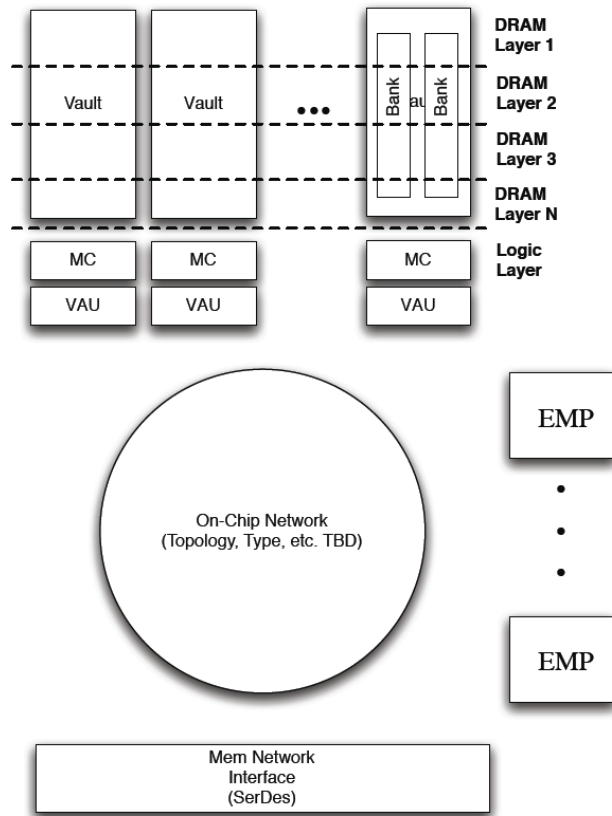 DRAM
Layer 1
Vault
Vault
•••
Bank
au
Bank
DRAM
Layer 2
DRAM
Layer 3
DRAM
Layer N
MC
MC
MC
Logic
Layer
VAU
VAU
VAU
EMP
On-Chip Network
(Topology, Type, etc. TBD)
EMP
Mem Network
Interface
(SerDes)